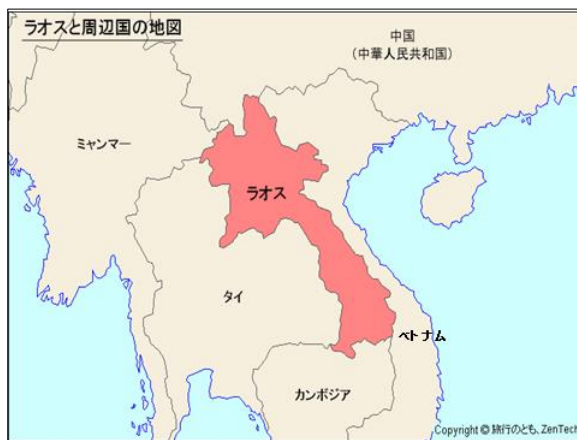 ラオスと周辺国の地図
中国
(中華人民共和国)
ミャンマー
ラオス
タイ
ベトナム
カンボジア
Copyright © 旅行のとも、ZenTech